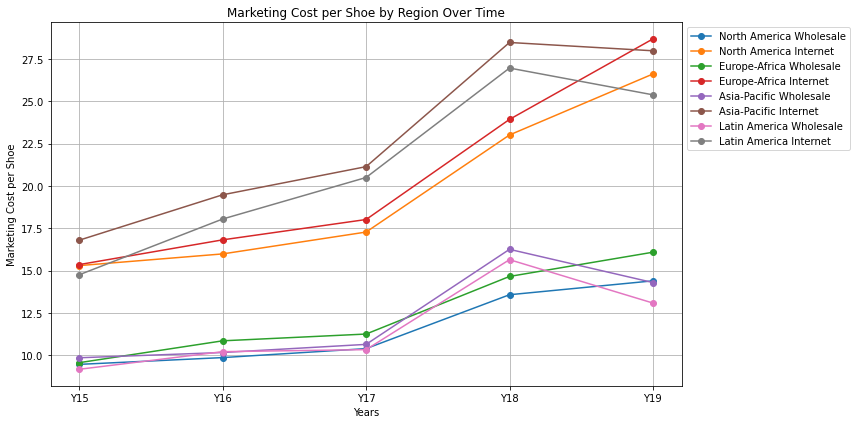 Marketing Cost per Shoe by Region Over Time
27.5
25.0
22.5
20.0
17.5
15.0
12.5
10.0
Marketing Cost per Shoe
Y15 Y16 Y17 Y18 Y19
Years
North America Wholesale
North America Internet
Europe-Africa Wholesale
Europe-Africa Internet
Asia-Pacific Wholesale
Asia-Pacific Internet
Latin America Wholesale
Latin America Internet